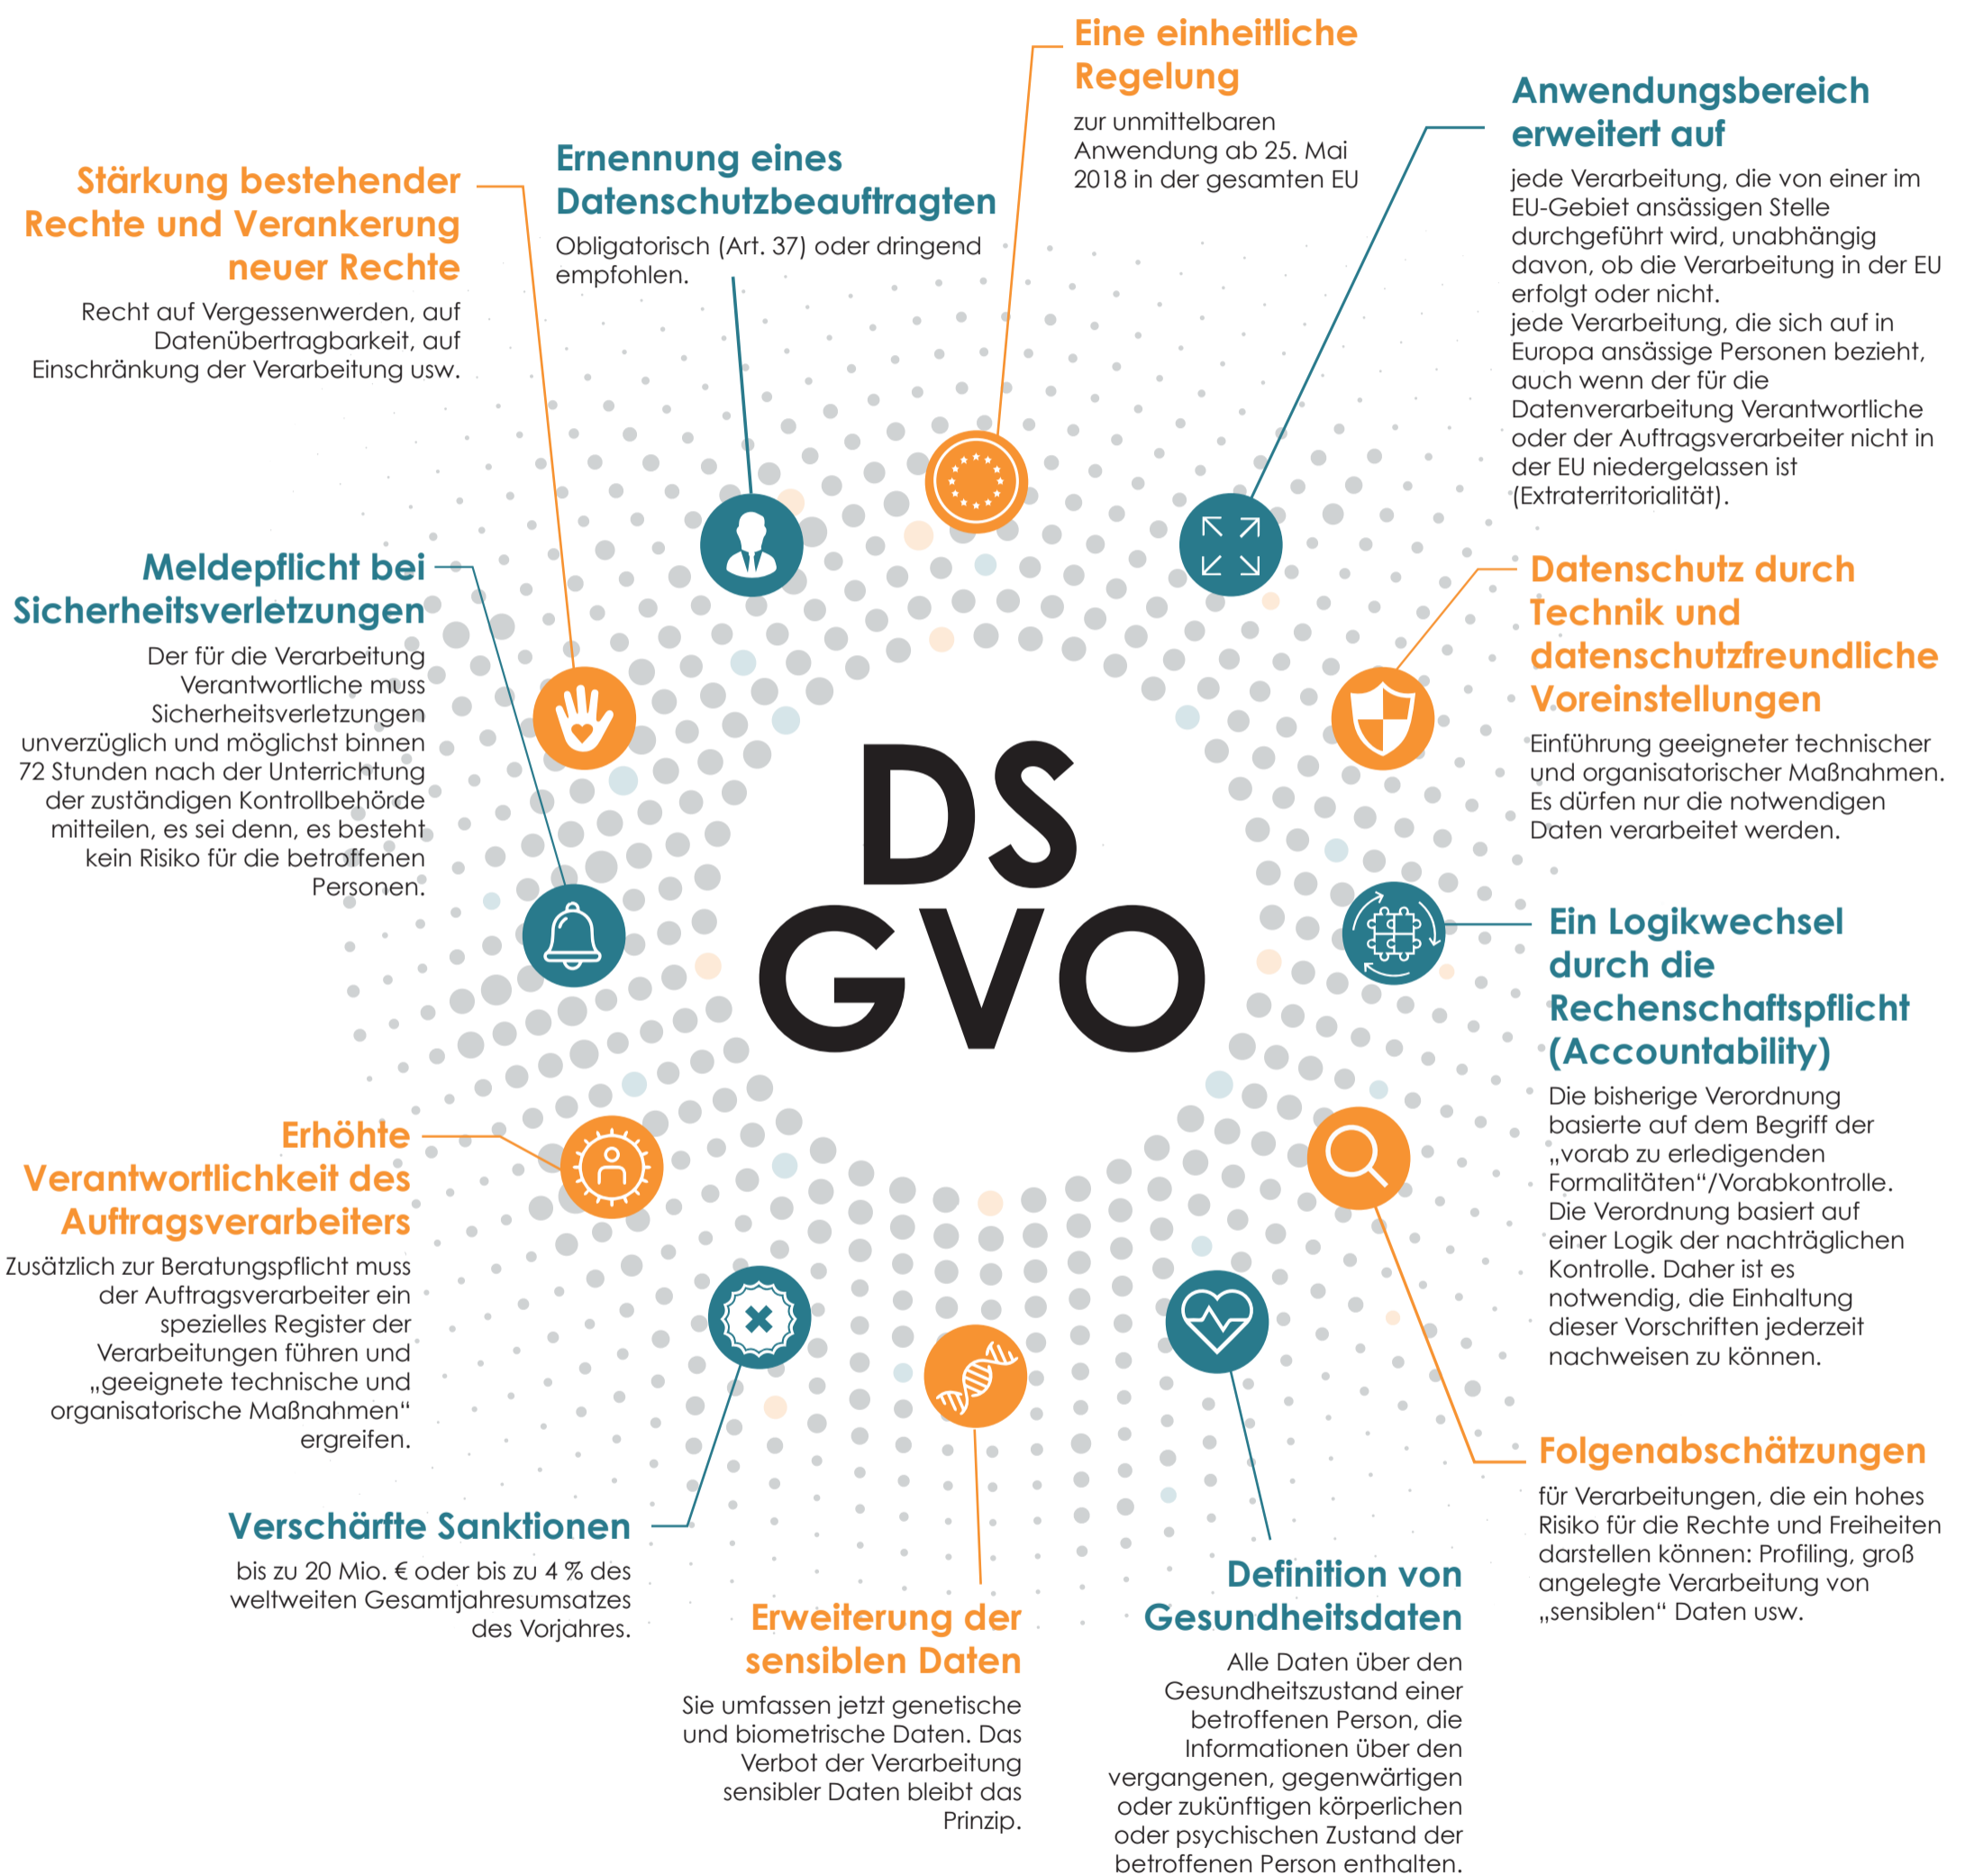 Eine einheitliche
Regelung
zur unmittelbaren
Anwendung ab 25. Mai
2018 in der gesamten EU
Anwendungsbereich
erweitert auf
jede Verarbeitung, die von einer im
EU-Gebiet ansässigen Stelle
durchgeführt wird, unabhängig
davon, ob die Verarbeitung in der EU
erfolgt oder nicht.
jede Verarbeitung, die sich auf in
Europa ansässige Personen bezieht,
auch wenn der für die
Datenverarbeitung Verantwortliche
oder der Auftragsverarbeiter nicht in
der EU niedergelassen ist
(Extraterritorialität).
Datenschutz durch
Technik und
datenschutzfreundliche
Voreinstellungen
Einführung geeigneter technischer
und organisatorischer Maßnahmen.
Es dürfen nur die notwendigen
Daten verarbeitet werden.
Ein Logikwechsel
durch die
Rechenschaftspflicht
(Accountability)
Die bisherige Verordnung
basierte auf dem Begriff der
„vorab zu erledigenden
Formalitäten“/Vorabkontrolle.
Die Verordnung basiert auf
einer Logik der nachträglichen
Kontrolle. Daher ist es
notwendig, die Einhaltung
dieser Vorschriften jederzeit
nachweisen zu können.
Folgenabschätzungen
für Verarbeitungen, die ein hohes
Risiko für die Rechte und Freiheiten
darstellen können: Profiling, groß
angelegte Verarbeitung von
„sensiblen“ Daten usw.
Definition von
Gesundheitsdaten
Alle Daten über den
Gesundheitszustand einer
betroffenen Person, die
Informationen über den
vergangenen, gegenwärtigen
oder zukünftigen körperlichen
oder psychischen Zustand der
betroffenen Person enthalten.
Erweiterung der
sensiblen Daten
Sie umfassen jetzt genetische
und biometrische Daten. Das
Verbot der Verarbeitung
sensibler Daten bleibt das
Prinzip.
Verschärfte Sanktionen
bis zu 20 Mio. € oder bis zu 4 % des
weltweiten Gesamtjahresumsatzes
des Vorjahres.
Erhöhte
Verantwortlichkeit des
Auftragsverarbeiters
Zusätzlich zur Beratungspflicht muss
der Auftragsverarbeiter ein
spezielles Register der
Verarbeitungen führen und
„geeignete technische und
organisatorische Maßnahmen“
ergreifen.
Meldepflicht bei
Sicherheitsverletzungen
Der für die Verarbeitung
Verantwortliche muss
Sicherheitsverletzungen
unverzüglich und möglichst binnen
72 Stunden nach der Unterrichtung
der zuständigen Kontrollbehörde
mitteilen, es sei denn, es besteht
kein Risiko für die betroffenen
Personen.
Stärkung bestehender
Rechte und Verankerung
neuer Rechte
Recht auf Vergessenwerden, auf
Datenübertragbarkeit, auf
Einschränkung der Verarbeitung usw.
Ernennung eines
Datenschutzbeauftragten
Obligatorisch (Art. 37) oder dringend
empfohlen.
DS
GVO